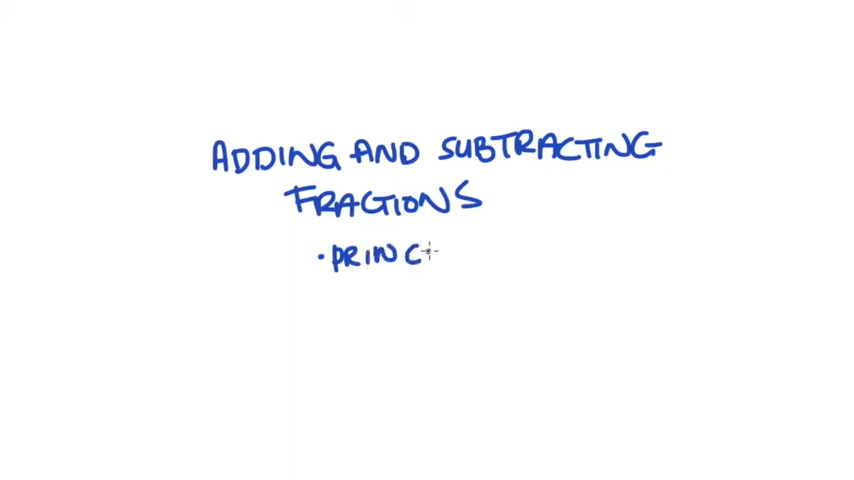 ADDING AND SUBTRACTING
FRACTIONS
· PRINC